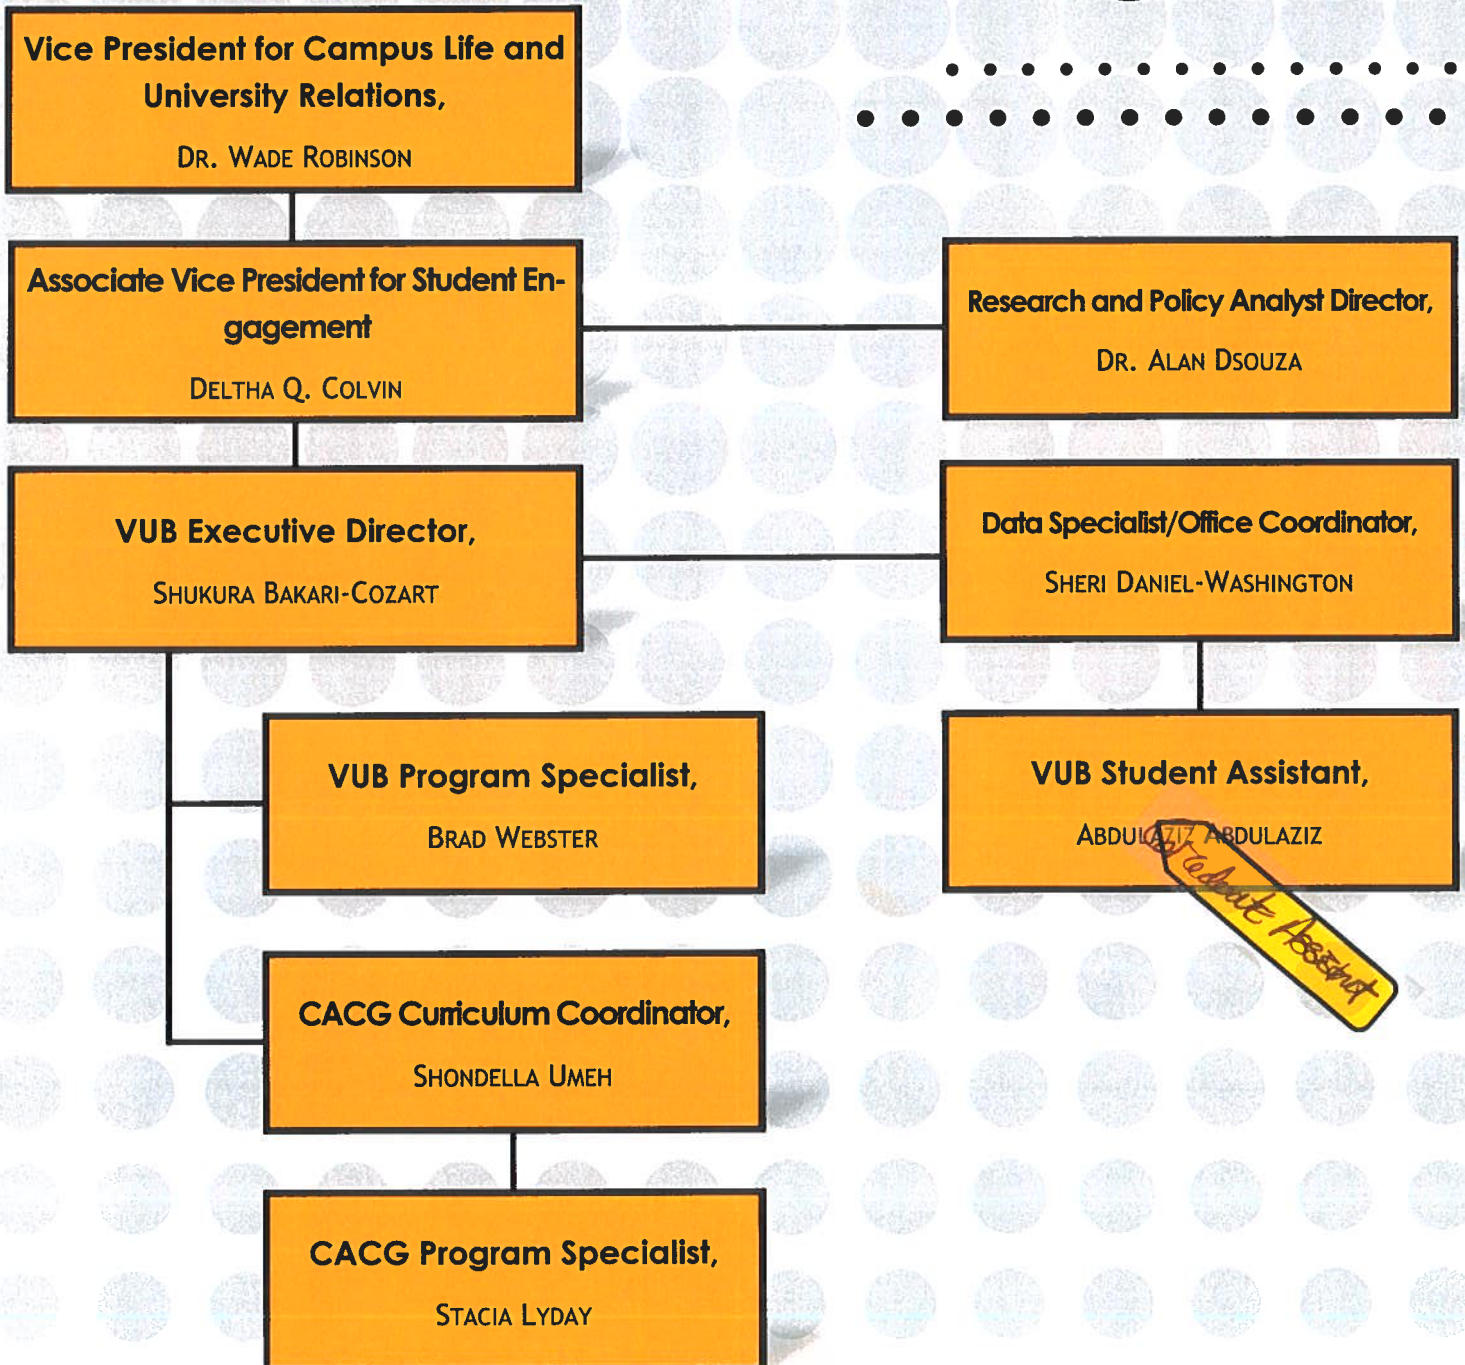 Vice President for Campus Life and
University Relations,
DR. WADE ROBINSON
Associate Vice President for Student En-
gagement
DELTHA Q. COLVIN
Research and Policy Analyst Director,
DR. ALAN DSOUZA
VUB Executive Director,
SHUKURA BAKARI-COZART
Data Specialist/Office Coordinator,
SHERI DANIEL-WASHINGTON
VUB Program Specialist,
BRAD WEBSTER
VUB Student Assistant,
ABDULAZIZ ABDULAZIZ
Graduate Assistant
CACG Curriculum Coordinator,
SHONDELLA UMEH
CACG Program Specialist,
STACIA LYDAY